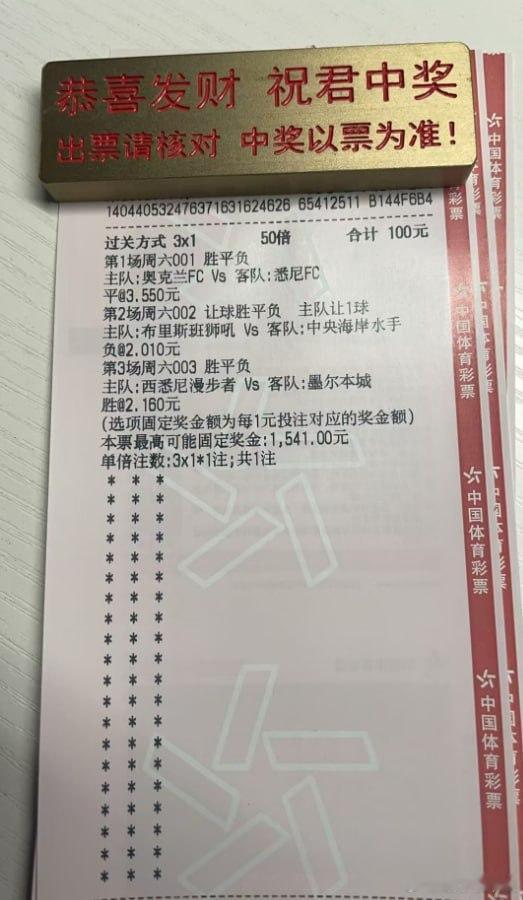 恭喜发财 祝君中奖
出票请核对 中奖以票为准!
140440532476371631624626 65412511 B144F6B4
过关方式 3x1 50倍 合计 100元
第1场周六001 胜平负
主队:奥克兰FC Vs 客队:悉尼FC
平@3.550元
第2场周六002 让球胜平负 主队让1球
主队:布里斯班狮吼 Vs 客队:中央海岸水手
负@2.010元
第3场周六003 胜平负
主队:西悉尼漫步者 Vs 客队:墨尔本城
胜@2.160元
(选项固定奖金额为每1元投注对应的奖金额)
本票最高可能固定奖金:1,541.00元
单倍注数:3x1*1注;共1注
中国体育彩票
中国体育彩票
中国体育彩票
中国体育彩票